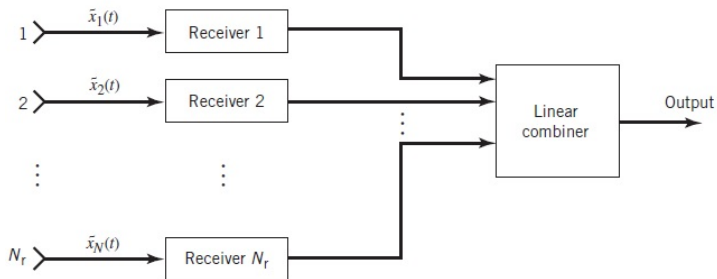 1 x̃₁(t) Receiver 1
2 x̃₂(t) Receiver 2
Linear combiner
Output
Nᵣ x̃N(t) Receiver Nᵣ